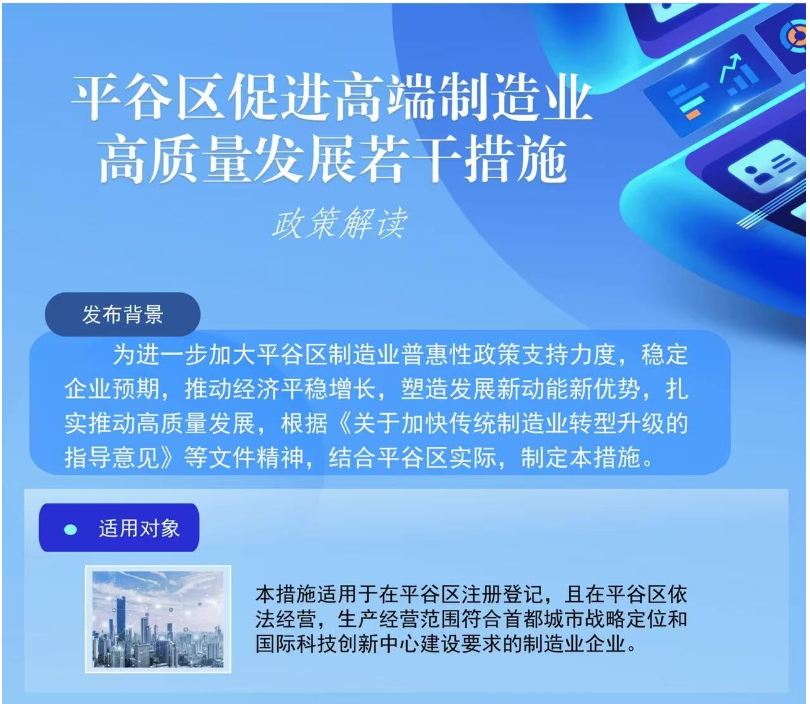 平谷区促进高端制造业
高质量发展若干措施
政策解读
发布背景
为进一步加大平谷区制造业普惠性政策支持力度，稳定
企业预期，推动经济平稳增长，塑造发展新动能新优势，扎
实推动高质量发展，根据《关于加快传统制造业转型升级的
指导意见》等文件精神，结合平谷区实际，制定本措施。
适用对象
本措施适用于在平谷区注册登记，且在平谷区依
法经营，生产经营范围符合首都城市战略定位和
国际科技创新中心建设要求的制造业企业。